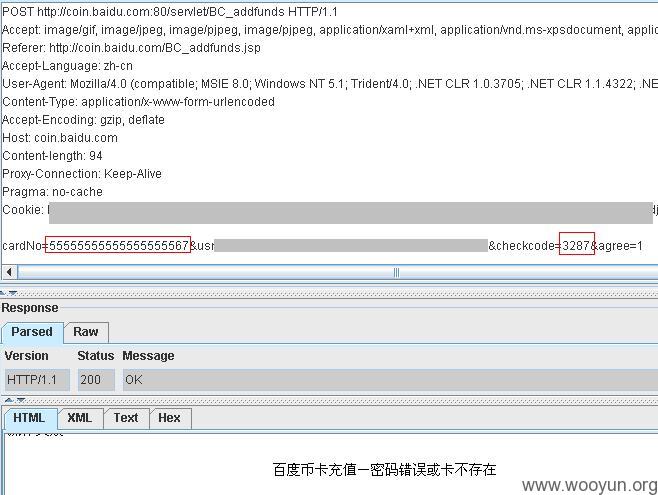 POST http://coin.baidu.com:80/servlet/BC_addfunds HTTP/1.1
Accept: image/gif, image/jpeg, image/pjpeg, image/pjpeg, application/xaml+xml, application/vnd.ms-xpsdocument, applic
Referer: http://coin.baidu.com/BC_addfunds.jsp
Accept-Language: zh-cn
User-Agent: Mozilla/4.0 (compatible; MSIE 8.0; Windows NT 5.1; Trident/4.0; .NET CLR 1.0.3705; .NET CLR 1.1.4322; .NE
Content-Type: application/x-www-form-urlencoded
Accept-Encoding: gzip, deflate
Host: coin.baidu.com
Content-length: 94
Proxy-Connection: Keep-Alive
Pragma: no-cache
Cookie:
cardNo=55555555555555555567&usr &checkcode=3287&agree=1
Response
Parsed Raw
Version Status Message
HTTP/1.1 200 OK
HTML XML Text Hex
百度币卡充值—密码错误或卡不存在
www.wooyun.org